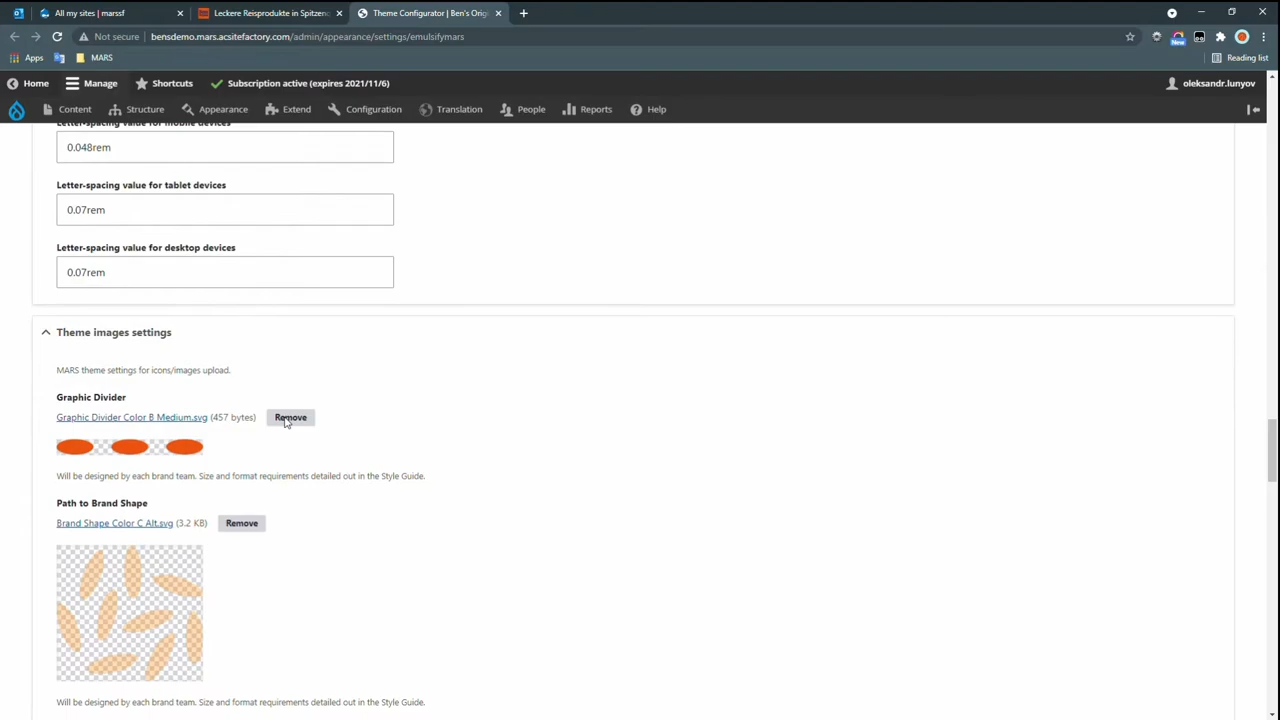 All my sites | marssf
Leckere Reisprodukte in Spitzen
Theme Configurator | Ben's Orig
Not secure
bensdemo.mars.acsitefactory.com/admin/appearance/settings/emulsifymars
New
Apps
MARS
Reading list
Home
Manage
Shortcuts
Subscription active (expires 2021/11/6)
oleksandr.lunyov
Content
Structure
Appearance
Extend
Configuration
Translation
People
Reports
Help
Letter-spacing value for mobile devices
0.048rem
Letter-spacing value for tablet devices
0.07rem
Letter-spacing value for desktop devices
0.07rem
Theme images settings
MARS theme settings for icons/images upload.
Graphic Divider
Graphic Divider Color B Medium.svg (457 bytes)
Remove
Will be designed by each brand team. Size and format requirements detailed out in the Style Guide.
Path to Brand Shape
Brand Shape Color C Alt.svg (3.2 KB)
Remove
Will be designed by each brand team. Size and format requirements detailed out in the Style Guide.